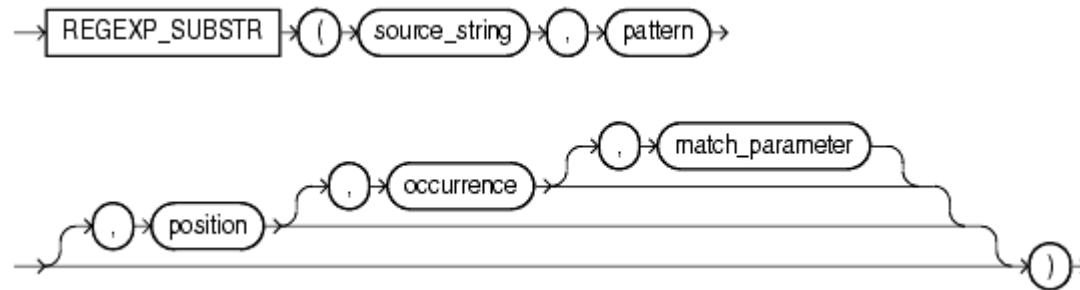 REGEXP_SUBSTR ( source_string , pattern
, match_parameter
, occurrence
, position
)